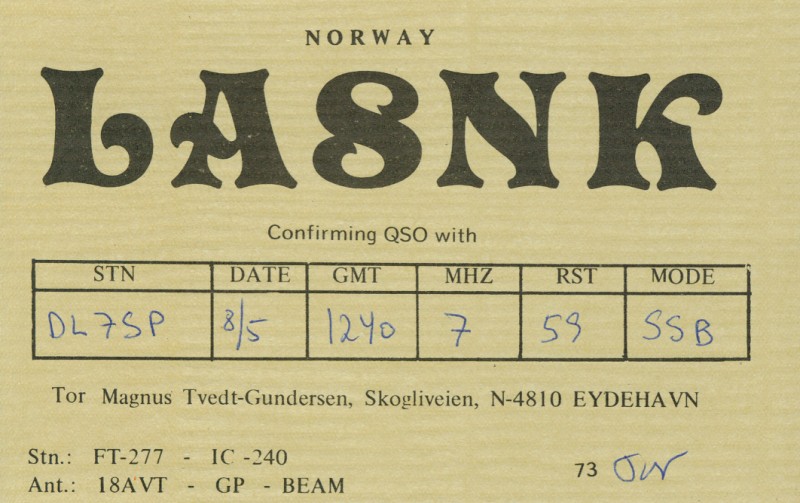 NORWAY
LA8NK
Confirming QSO with
STN DATE GMT MHZ RST MODE
DL7SP 8/5 1240 7 59 SSB
Tor Magnus Tvedt-Gundersen, Skogliveien, N-4810 EYDEHAVN
Stn.: FT-277 - IC -240
Ant.: 18AVT - GP - BEAM
73